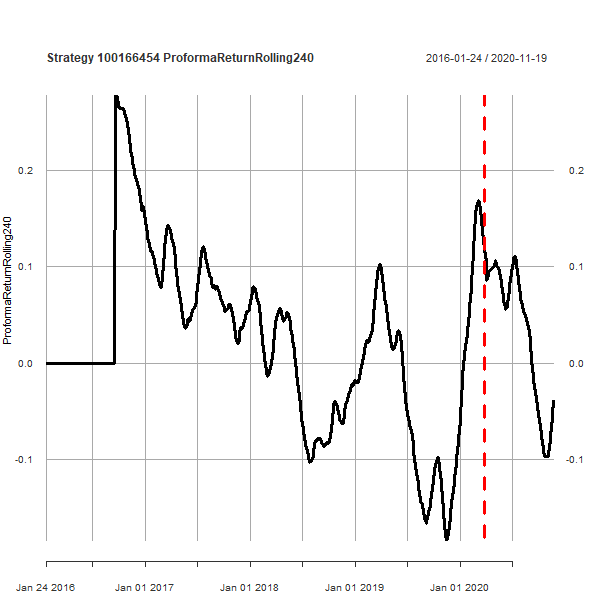 Strategy 100166454 ProformaReturnRolling240
2016-01-24 / 2020-11-19
ProformaReturnRolling240
0.2 0.2
0.1 0.1
0.0 0.0
-0.1 -0.1
Jan 24 2016 Jan 01 2017 Jan 01 2018 Jan 01 2019 Jan 01 2020